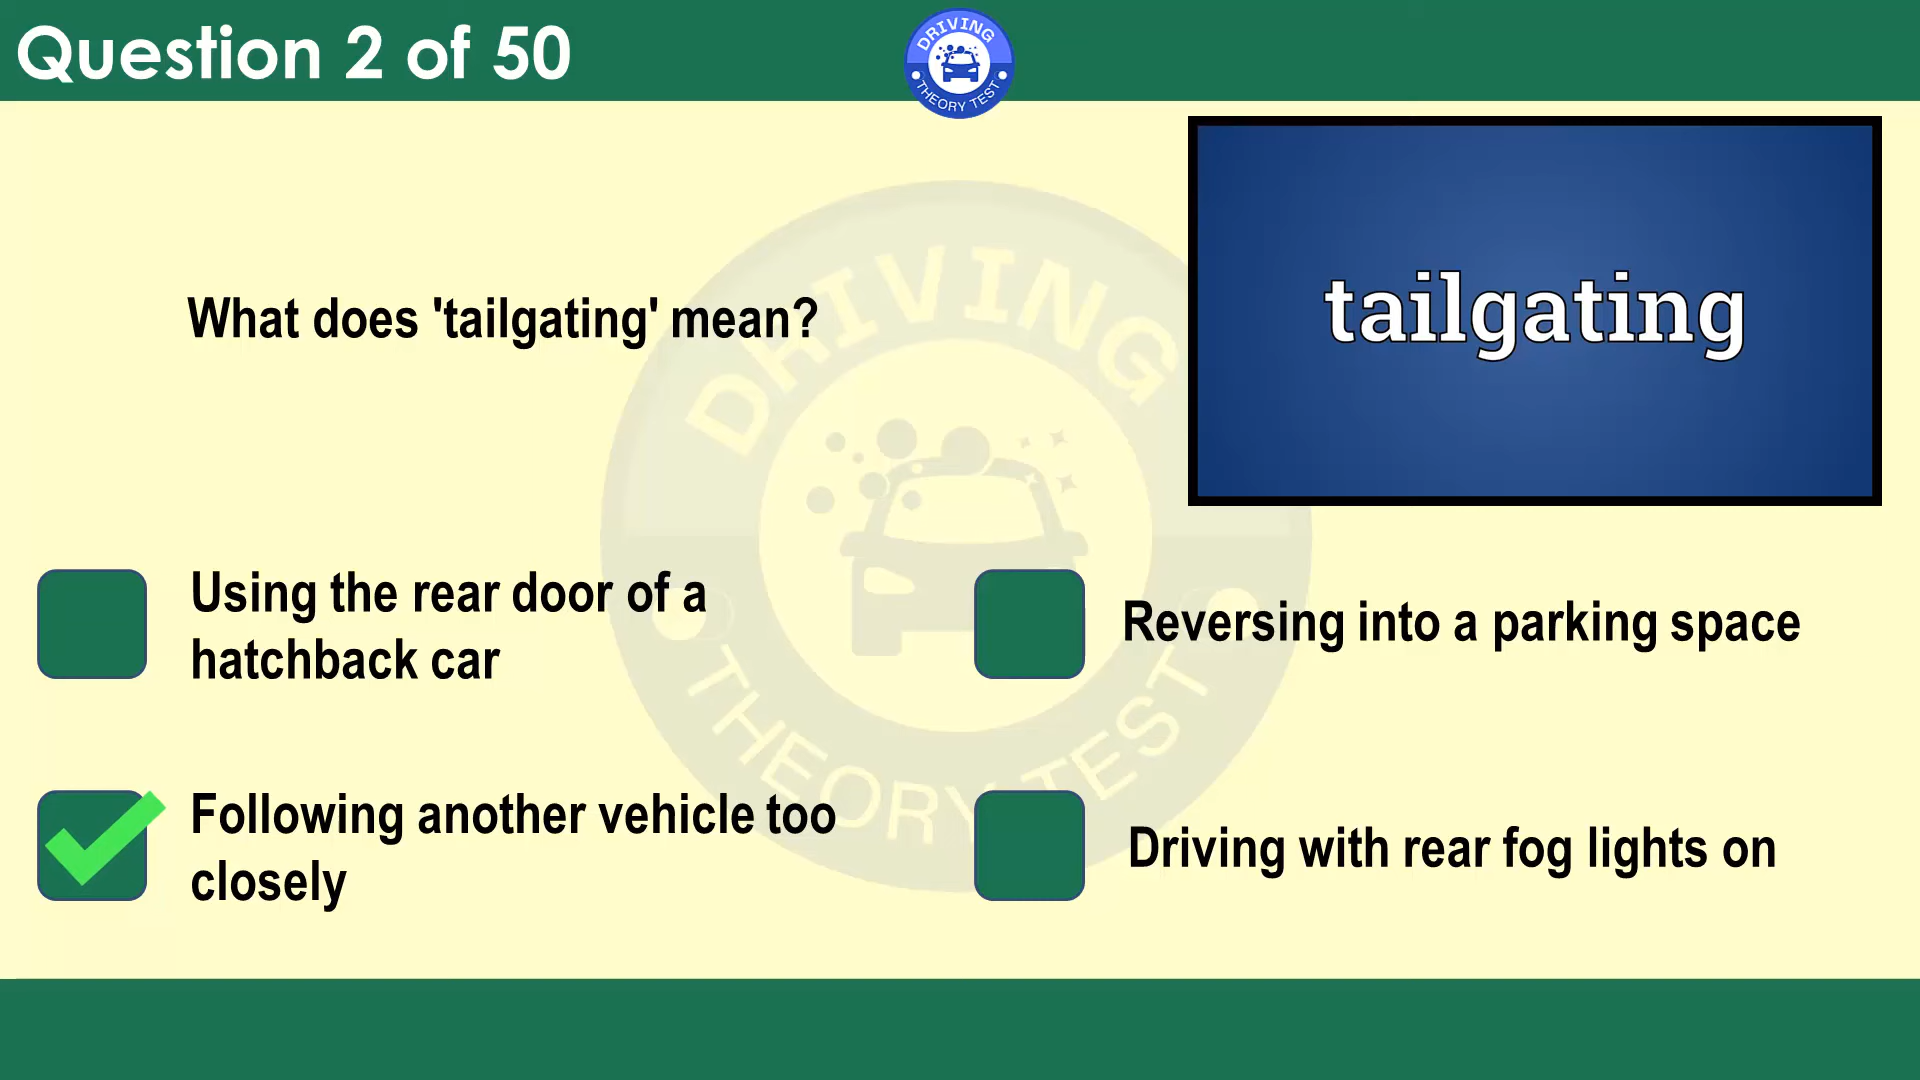 Question 2 of 50
DRIVING
THEORY TEST
tailgating
What does 'tailgating' mean?
DRIVING
THEORY TEST
Using the rear door of a
hatchback car
Reversing into a parking space
Following another vehicle too
closely
Driving with rear fog lights on